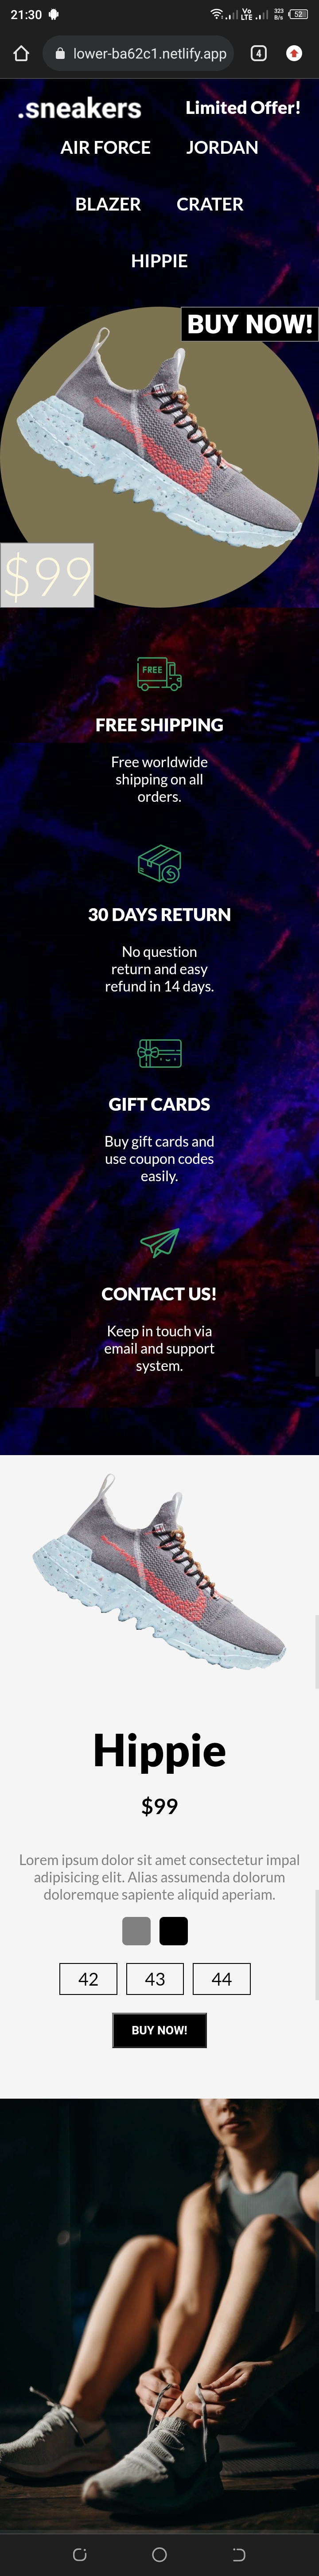 21:30
Vo
LTE
323
B/s
52
lower-ba62c1.netlify.app
4
.sneakers
Limited Offer!
AIR FORCE
JORDAN
BLAZER
CRATER
HIPPIE
BUY NOW!
$99
FREE
FREE SHIPPING
Free worldwide
shipping on all
orders.
30 DAYS RETURN
No question
return and easy
refund in 14 days.
GIFT CARDS
Buy gift cards and
use coupon codes
easily.
CONTACT US!
Keep in touch via
email and support
system.
Hippie
$99
Lorem ipsum dolor sit amet consectetur impal
adipisicing elit. Alias assumenda dolorum
doloremque sapiente aliquid aperiam.
42
43
44
BUY NOW!